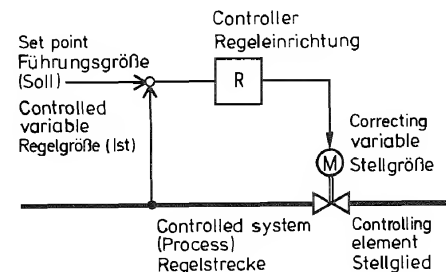 Controller
Regeleinrichtung
Set point
Führungsgröße
(Soll)
R
Controlled
variable
Regelgröße (Ist)
Correcting
variable
M
Stellgröße
Controlled system
(Process)
Regelstrecke
Controlling
element
Stellglied